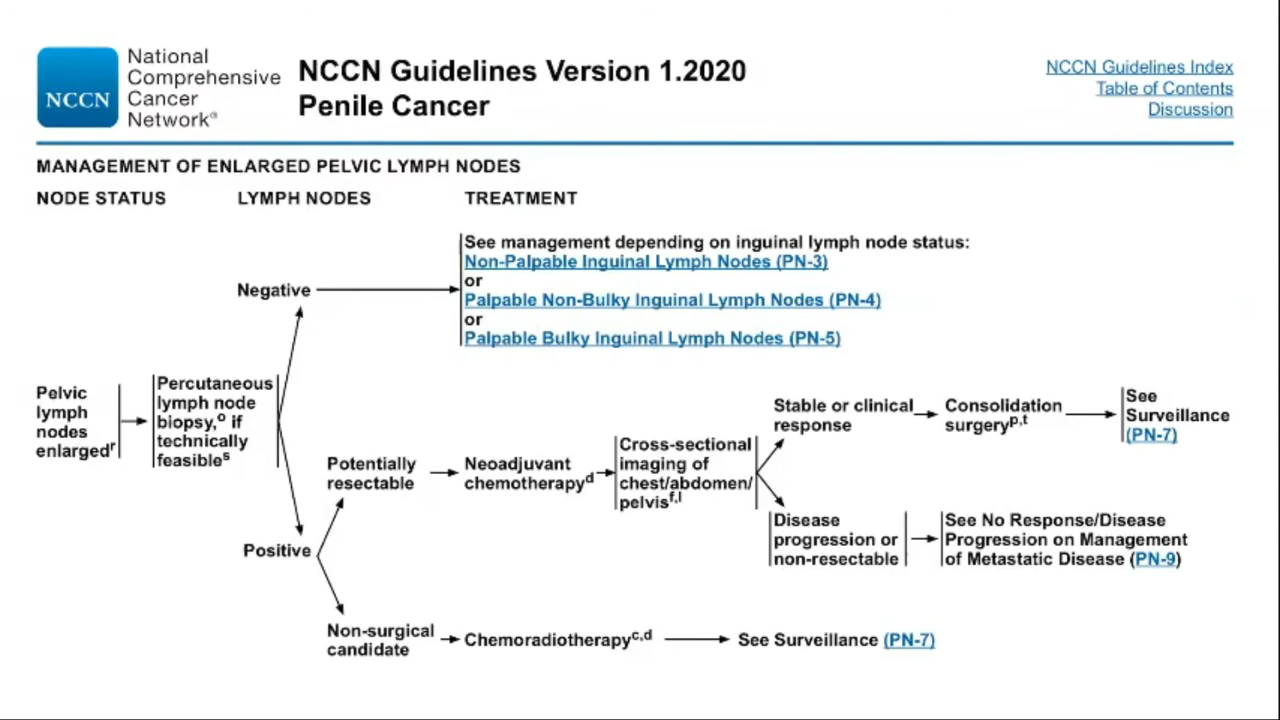 National
Comprehensive
Cancer
Network®
NCCN
NCCN Guidelines Version 1.2020
Penile Cancer
NCCN Guidelines Index
Table of Contents
Discussion
MANAGEMENT OF ENLARGED PELVIC LYMPH NODES
NODE STATUS
LYMPH NODES
TREATMENT
See management depending on inguinal lymph node status:
Non-Palpable Inguinal Lymph Nodes (PN-3)
or
Palpable Non-Bulky Inguinal Lymph Nodes (PN-4)
or
Palpable Bulky Inguinal Lymph Nodes (PN-5)
Negative
Pelvic
lymph
nodes
enlargedr
Percutaneous
lymph node
biopsy,o if
technically
feasibles
Positive
Potentially
resectable
Neoadjuvant
chemotherapyd
Cross-sectional
imaging of
chest/abdomen/
pelvisf,l
Stable or clinical
response
Consolidation
surgeryp,t
See
Surveillance
(PN-7)
Disease
progression or
non-resectable
See No Response/Disease
Progression on Management
of Metastatic Disease (PN-9)
Non-surgical
candidate
Chemoradiotherapyc,d
See Surveillance (PN-7)